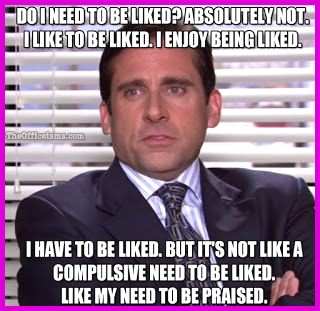 DO I NEED TO BE LIKED? ABSOLUTELY NOT.
I LIKE TO BE LIKED. I ENJOY BEING LIKED.
TheOfficeisms.com
I HAVE TO BE LIKED. BUT IT'S NOT LIKE A
COMPULSIVE NEED TO BE LIKED.
LIKE MY NEED TO BE PRAISED.